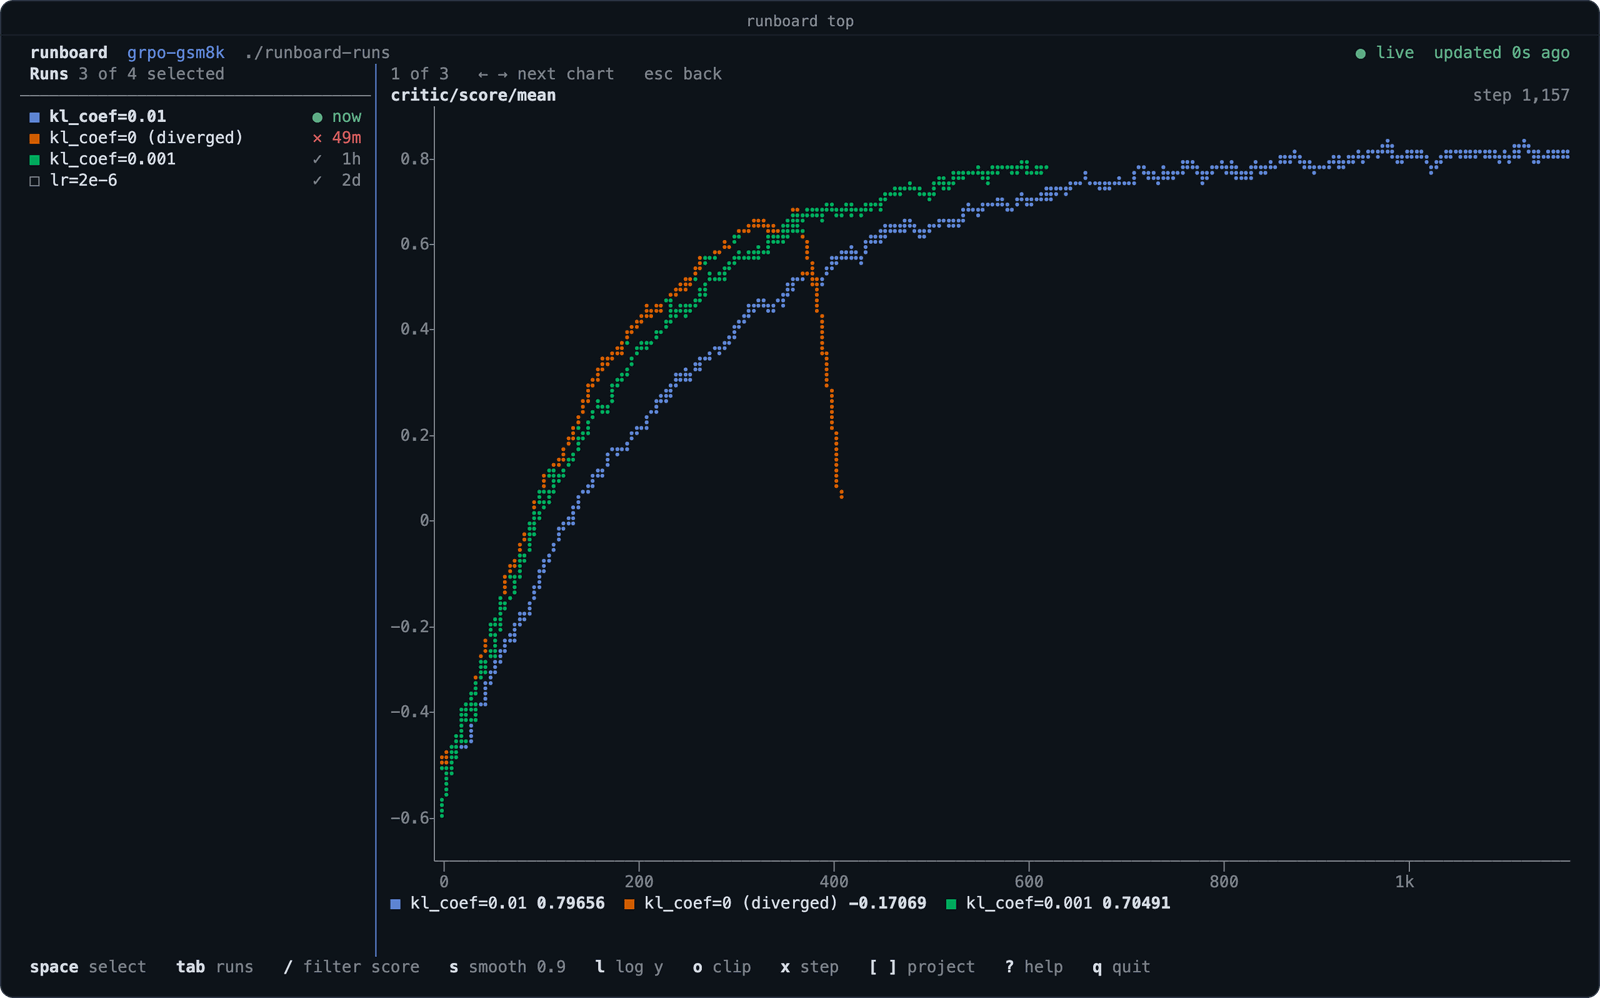 runboard top
runboard grpo-gsm8k ./runboard-runs ● live updated 0s ago
Runs 3 of 4 selected
1 of 3 ← → next chart esc back
critic/score/mean step 1,157
kl_coef=0.01 ● now
kl_coef=0 (diverged) × 49m
kl_coef=0.001 ✓ 1h
lr=2e-6 ✓ 2d
0.8
0.6
0.4
0.2
0
−0.2
−0.4
−0.6
0 200 400 600 800 1k
kl_coef=0.01 0.79656 kl_coef=0 (diverged) −0.17069 kl_coef=0.001 0.70491
space select tab runs / filter score s smooth 0.9 l log y o clip x step [ ] project ? help q quit